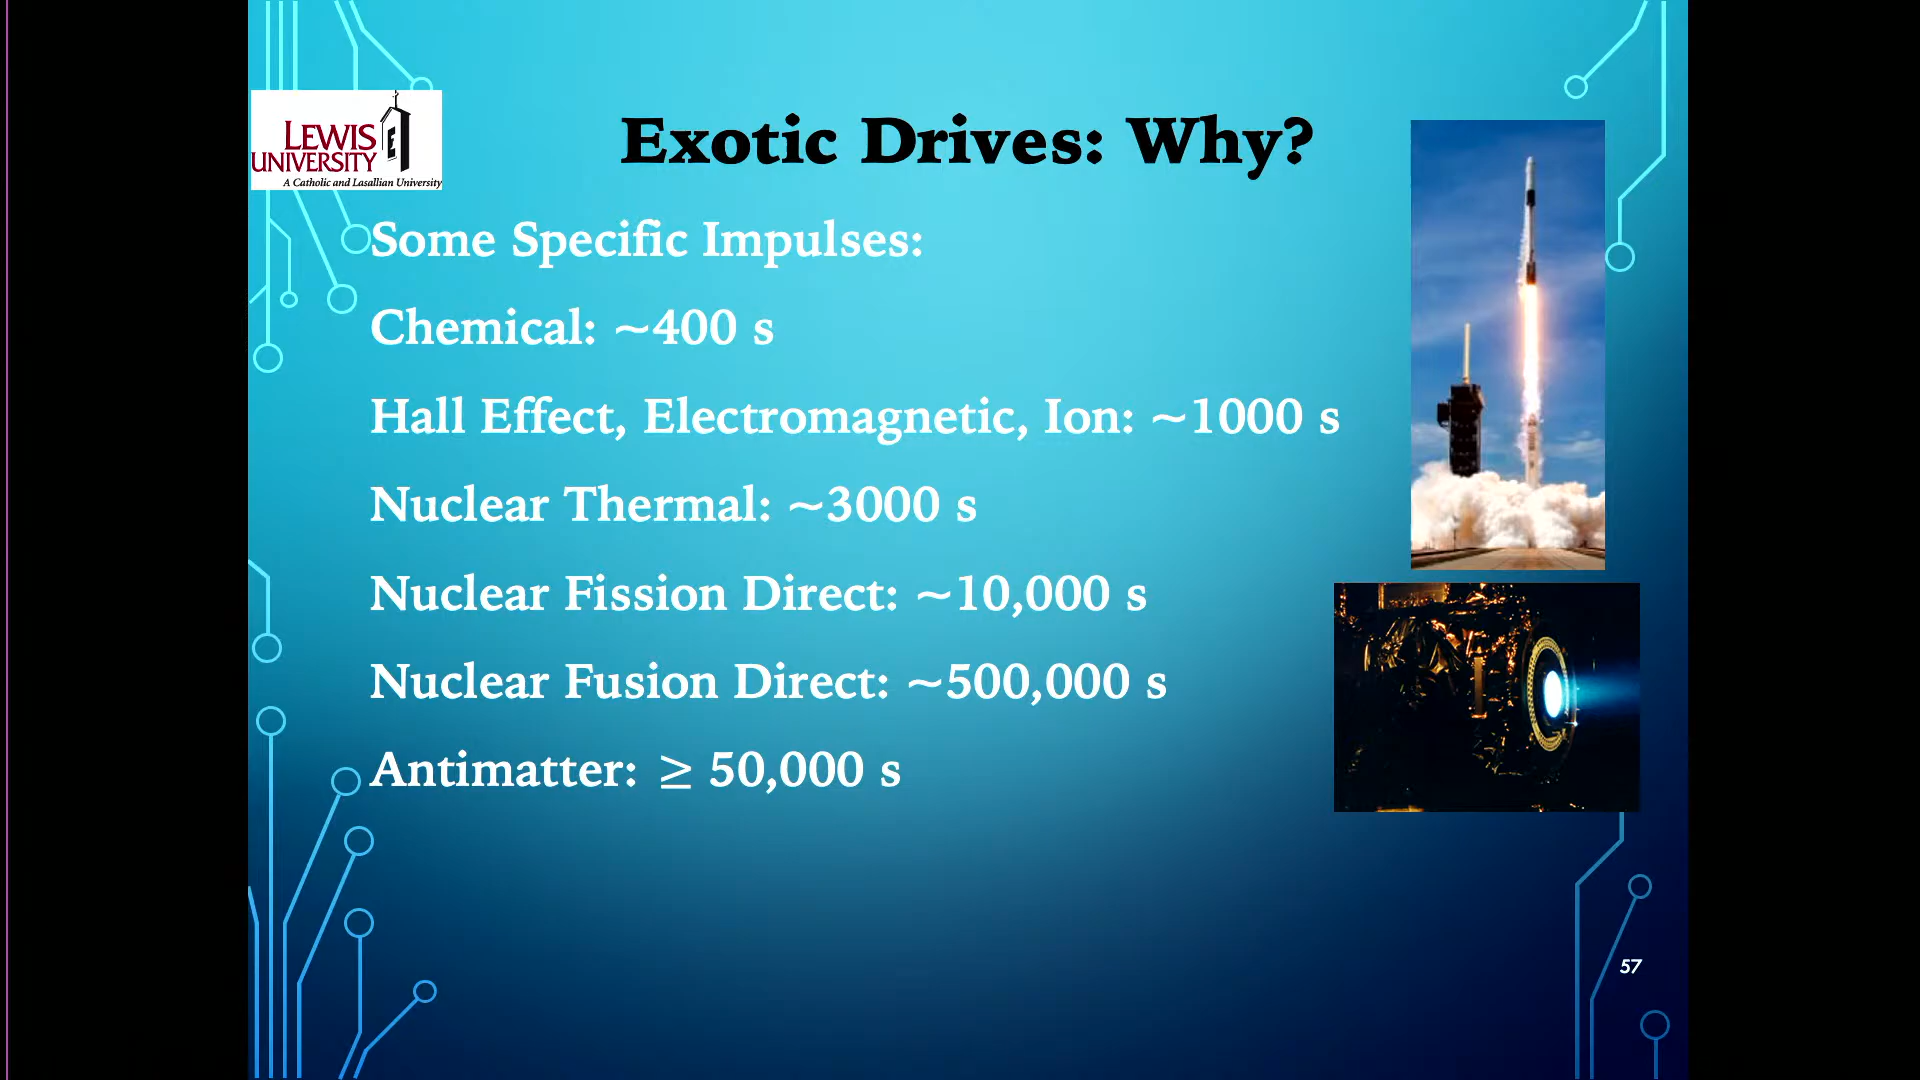 LEWIS
UNIVERSITY
A Catholic and Lasallian University
Exotic Drives: Why?
Some Specific Impulses:
Chemical: ~400 s
Hall Effect, Electromagnetic, Ion: ~1000 s
Nuclear Thermal: ~3000 s
Nuclear Fission Direct: ~10,000 s
Nuclear Fusion Direct: ~500,000 s
Antimatter: ≥ 50,000 s
57